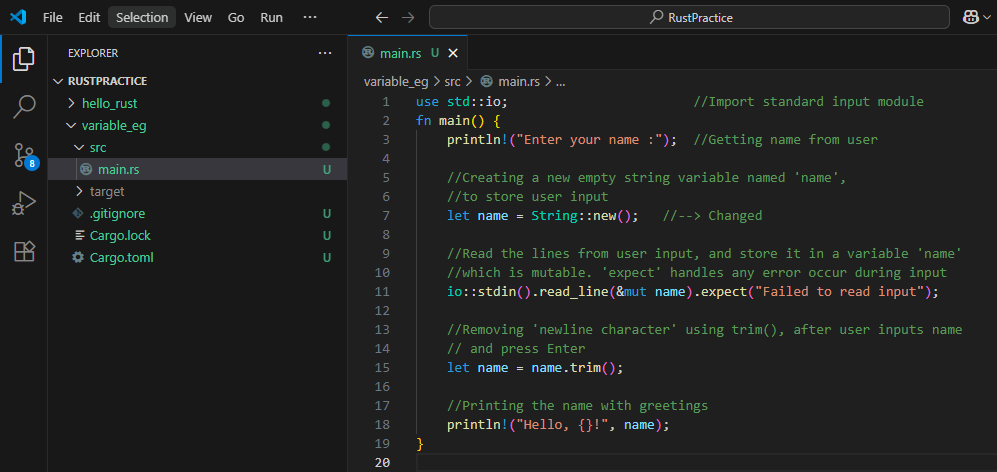 File Edit Selection View Go Run ···
RustPractice
EXPLORER ···
RUSTPRACTICE
hello_rust
variable_eg
src
main.rs U
target
.gitignore U
Cargo.lock U
Cargo.toml U
8
main.rs U
variable_eg > src > main.rs > ...
1 use std::io; //Import standard input module
2 fn main() {
3 println!("Enter your name :"); //Getting name from user
4
5 //Creating a new empty string variable named 'name',
6 //to store user input
7 let name = String::new(); //--> Changed
8
9 //Read the lines from user input, and store it in a variable 'name'
10 //which is mutable. 'expect' handles any error occur during input
11 io::stdin().read_line(&mut name).expect("Failed to read input");
12
13 //Removing 'newline character' using trim(), after user inputs name
14 // and press Enter
15 let name = name.trim();
16
17 //Printing the name with greetings
18 println!("Hello, {}!", name);
19 }
20